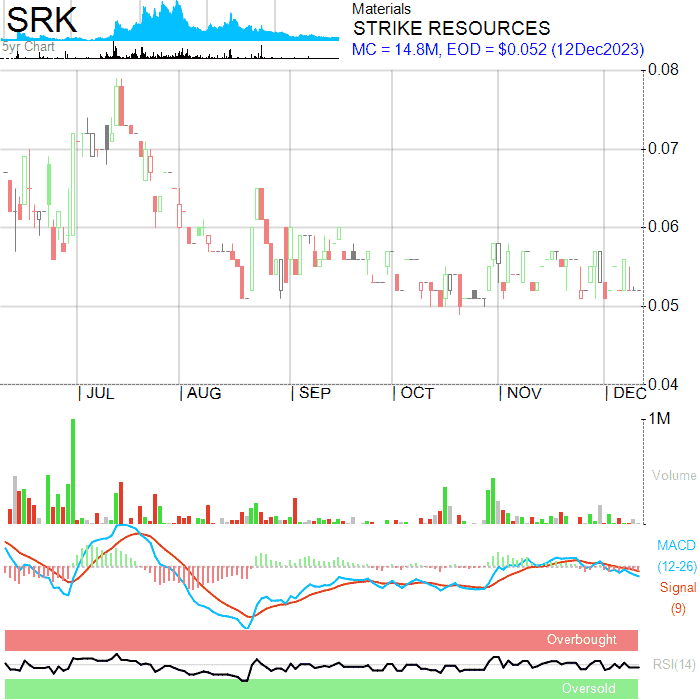 SRK
5yr Chart
Materials
STRIKE RESOURCES
MC = 14.8M, EOD = $0.052 (12Dec2023)
0.08
0.07
0.06
0.05
0.04
| JUL | AUG | SEP | OCT | NOV | DEC
1M
Volume
MACD
(12-26)
Signal
(9)
Overbought
RSI(14)
Oversold